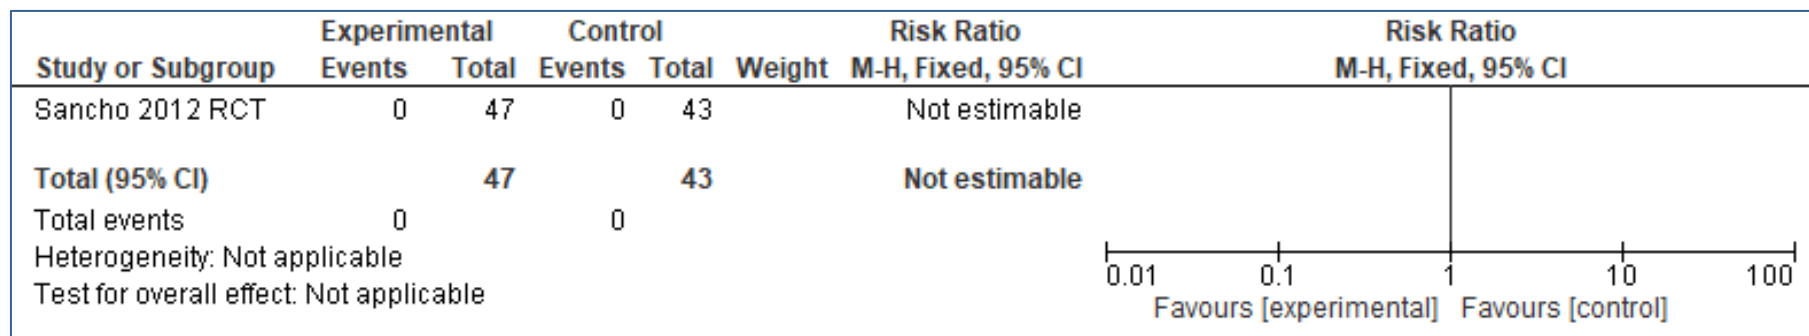 Experimental Control Risk Ratio Risk Ratio
Study or Subgroup Events Total Events Total Weight M-H, Fixed, 95% CI M-H, Fixed, 95% CI
Sancho 2012 RCT 0 47 0 43 Not estimable
Total (95% CI) 47 43 Not estimable
Total events 0 0
Heterogeneity: Not applicable
Test for overall effect: Not applicable
0.01 0.1 1 10 100
Favours [experimental] Favours [control]